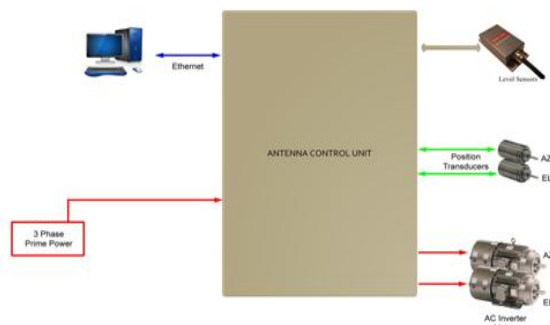 Ethernet
Level Sensors
ANTENNA CONTROL UNIT
Position
Transducers
AZ
EL
3 Phase
Prime Power
AZ
EL
AC Inverter